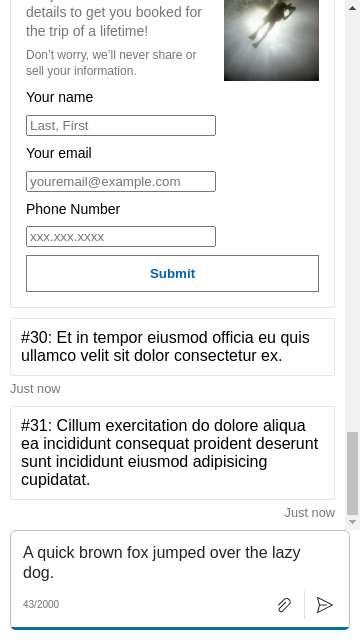 details to get you booked for
the trip of a lifetime!
Don't worry, we'll never share or
sell your information.
Your name
Last, First
Your email
youremail@example.com
Phone Number
xxx.xxx.xxxx
Submit
#30: Et in tempor eiusmod officia eu quis
ullamco velit sit dolor consectetur ex.
Just now
#31: Cillum exercitation do dolore aliqua
ea incididunt consequat proident deserunt
sunt incididunt eiusmod adipisicing
cupidatat.
Just now
A quick brown fox jumped over the lazy
dog.
43/2000